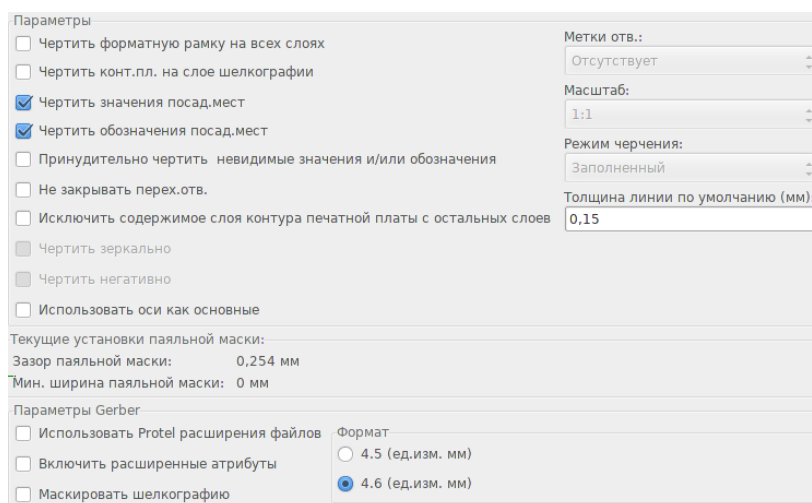 Параметры
Чертить форматную рамку на всех слоях
Чертить конт.пл. на слое шелкографии
Чертить значения посад.мест
Чертить обозначения посад.мест
Принудительно чертить невидимые значения и/или обозначения
Не закрывать перех.отв.
Исключить содержимое слоя контура печатной платы с остальных слоев
Чертить зеркально
Чертить негативно
Использовать оси как основные
Метки отв.:
Отсутствует
Масштаб:
1:1
Режим черчения:
Заполненный
Толщина линии по умолчанию (мм)
0,15
Текущие установки паяльной маски:
Зазор паяльной маски: 0,254 мм
Мин. ширина паяльной маски: 0 мм
Параметры Gerber
Использовать Protel расширения файлов
Включить расширенные атрибуты
Маскировать шелкографию
Формат
4.5 (ед.изм. мм)
4.6 (ед.изм. мм)